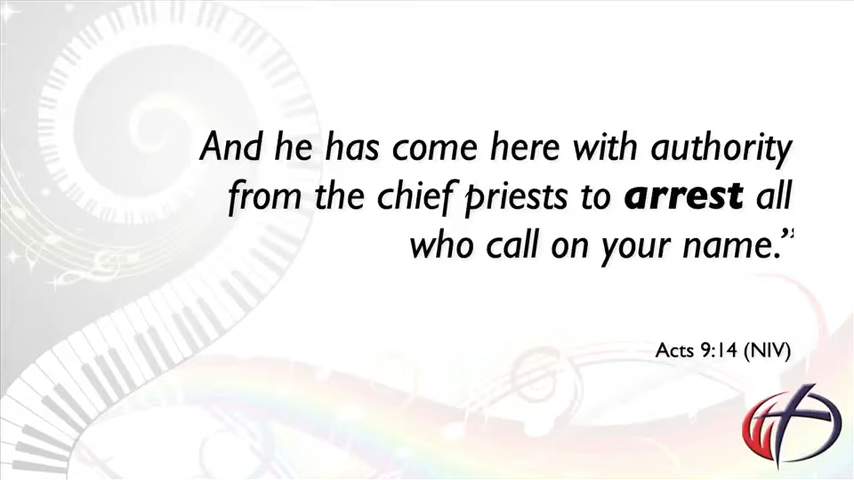 And he has come here with authority
from the chief priests to arrest all
who call on your name.”
Acts 9:14 (NIV)